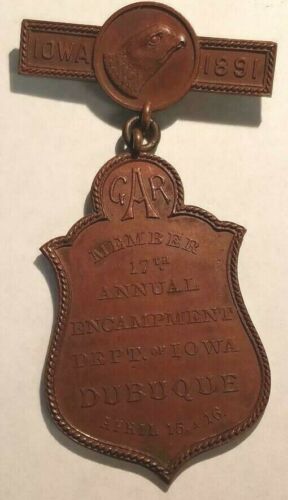 IOWA 1891
GAR
MEMBER
17TH
ANNUAL
ENCAMPMENT
DEPT. OF IOWA
DUBUQUE
APRIL 15, & 16.